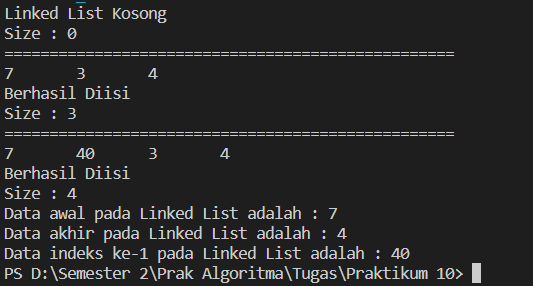 Linked List Kosong
Size : 0
==================================================
7       3       4
Berhasil Diisi
Size : 3
==================================================
7       40      3       4
Berhasil Diisi
Size : 4
Data awal pada Linked List adalah : 7
Data akhir pada Linked List adalah : 4
Data indeks ke-1 pada Linked List adalah : 40
PS D:\Semester 2\Prak Algoritma\Tugas\Praktikum 10>